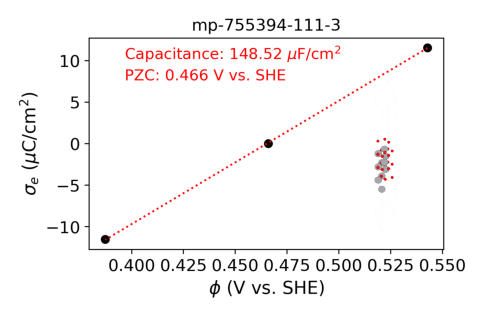 mp-755394-111-3
Capacitance: 148.52 μF/cm²
PZC: 0.466 V vs. SHE
10
5
0
−5
−10
σₑ (μC/cm²)
0.400 0.425 0.450 0.475 0.500 0.525 0.550
ϕ (V vs. SHE)